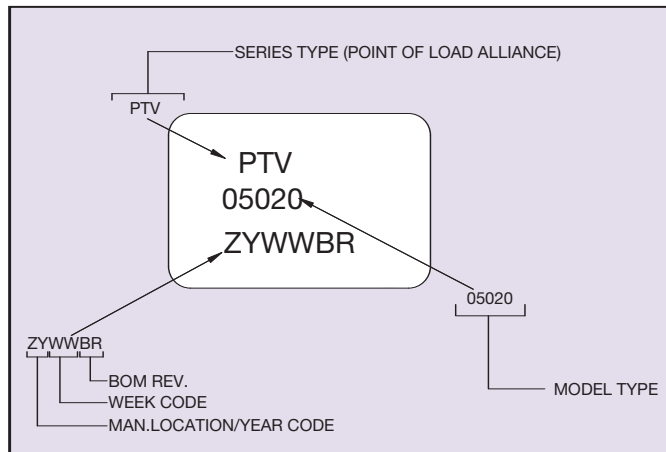 SERIES TYPE (POINT OF LOAD ALLIANCE)
PTV
PTV
05020
ZYWWBR
05020
ZYWWBR
BOM REV.
WEEK CODE
MAN.LOCATION/YEAR CODE
MODEL TYPE